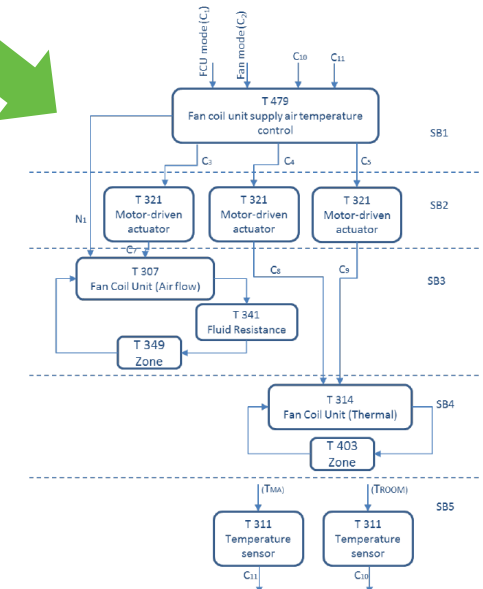 FCU mode (C1)
Fan mode (C2)
C10
C11
T 479
Fan coil unit supply air temperature
control
SB1
C3
C4
C5
T 321
Motor-driven
actuator
T 321
Motor-driven
actuator
T 321
Motor-driven
actuator
SB2
N1
C7
C8
C9
SB3
T 307
Fan Coil Unit (Air flow)
T 341
Fluid Resistance
T 349
Zone
T 314
Fan Coil Unit (Thermal)
SB4
T 403
Zone
(TMA)
(TROOM)
SB5
T 311
Temperature
sensor
T 311
Temperature
sensor
C11
C10